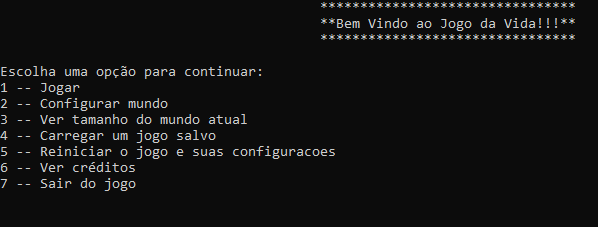 ********************************
**Bem Vindo ao Jogo da Vida!!!**
********************************
Escolha uma opção para continuar:
1 -- Jogar
2 -- Configurar mundo
3 -- Ver tamanho do mundo atual
4 -- Carregar um jogo salvo
5 -- Reiniciar o jogo e suas configuracoes
6 -- Ver créditos
7 -- Sair do jogo